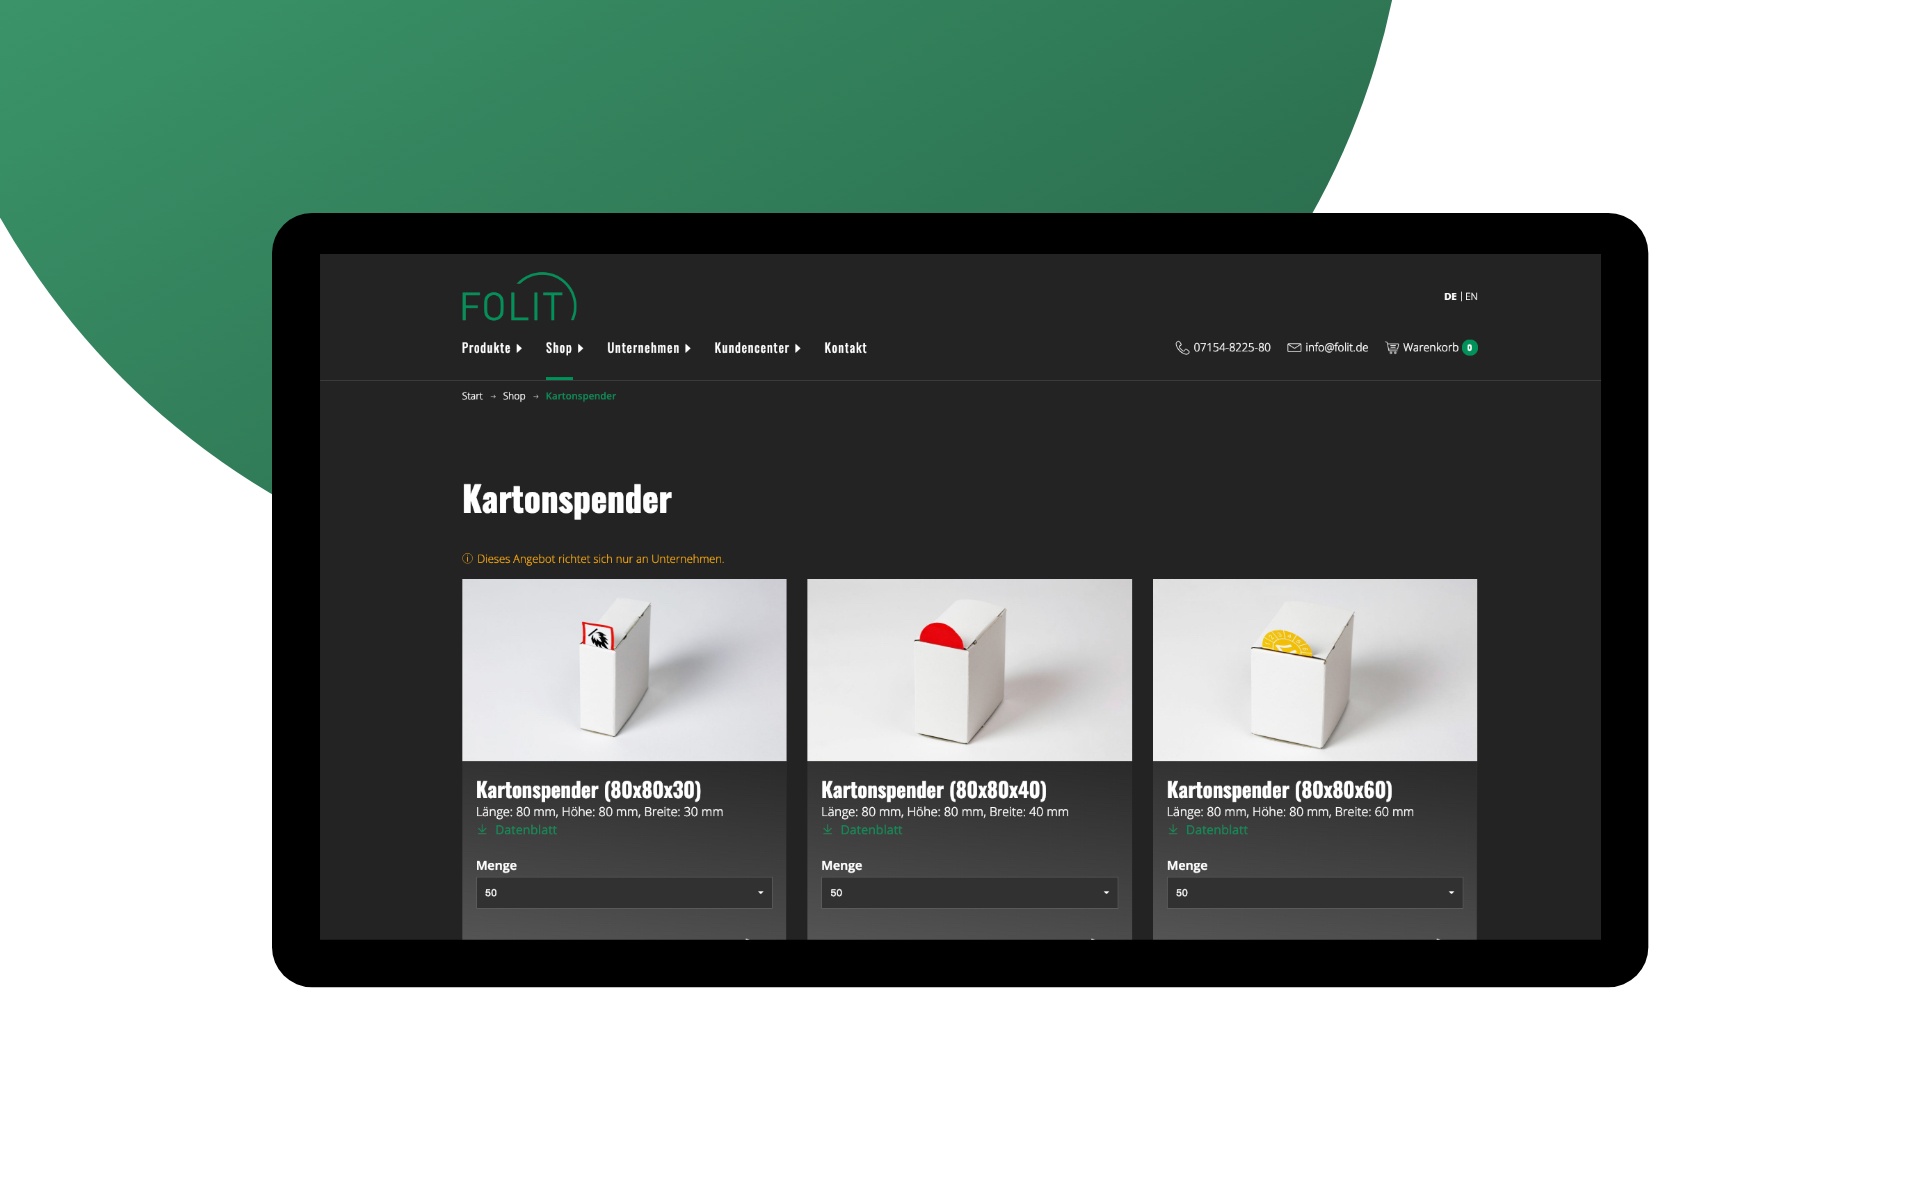 FOLIT
DE | EN
Produkte Shop Unternehmen Kundencenter Kontakt
07154-8225-80 info@folit.de Warenkorb 0
Start → Shop → Kartonspender
Kartonspender
Dieses Angebot richtet sich nur an Unternehmen.
Kartonspender (80x80x30)
Länge: 80 mm, Höhe: 80 mm, Breite: 30 mm
Datenblatt
Menge
50
Kartonspender (80x80x40)
Länge: 80 mm, Höhe: 80 mm, Breite: 40 mm
Datenblatt
Menge
50
Kartonspender (80x80x60)
Länge: 80 mm, Höhe: 80 mm, Breite: 60 mm
Datenblatt
Menge
50